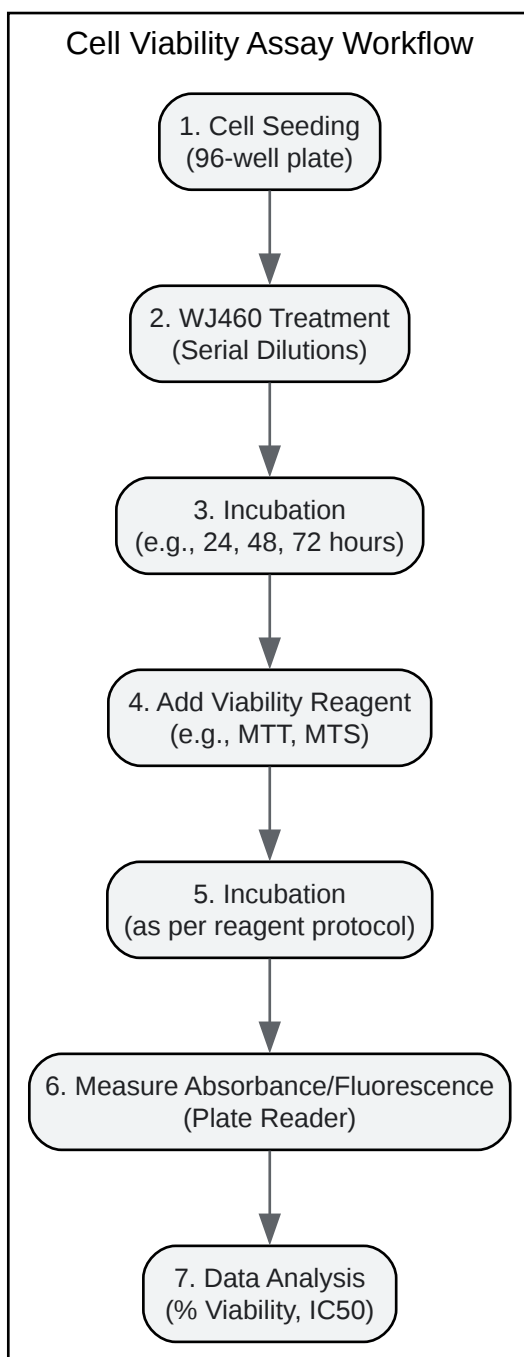 Cell Viability Assay Workflow
1. Cell Seeding
(96-well plate)
2. WJ460 Treatment
(Serial Dilutions)
3. Incubation
(e.g., 24, 48, 72 hours)
4. Add Viability Reagent
(e.g., MTT, MTS)
5. Incubation
(as per reagent protocol)
6. Measure Absorbance/Fluorescence
(Plate Reader)
7. Data Analysis
(% Viability, IC50)